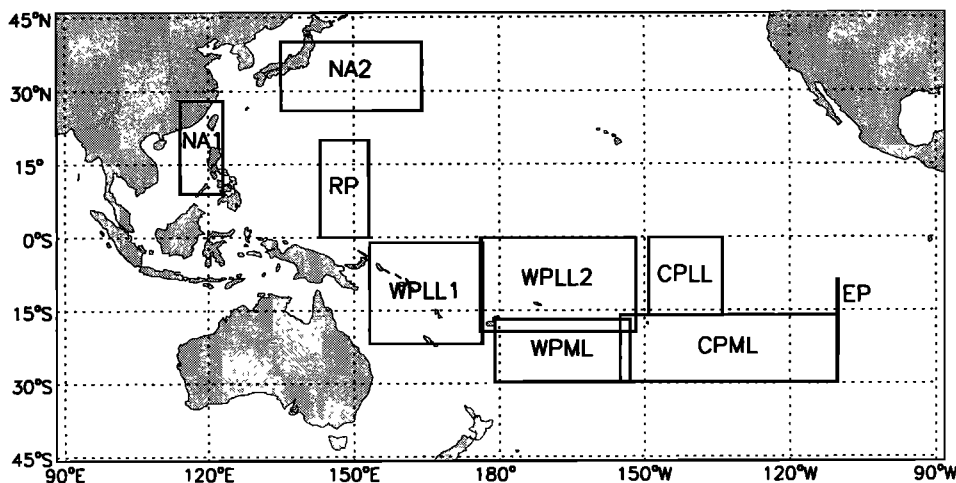 45°N
30°N
15°
0°S
15°S
30°S
45°S
NA2
NA1
RP
WPLL1
WPLL2
CPLL
EP
WPML
CPML
90°E
120°E
150°E
180°
150°W
120°W
90°W